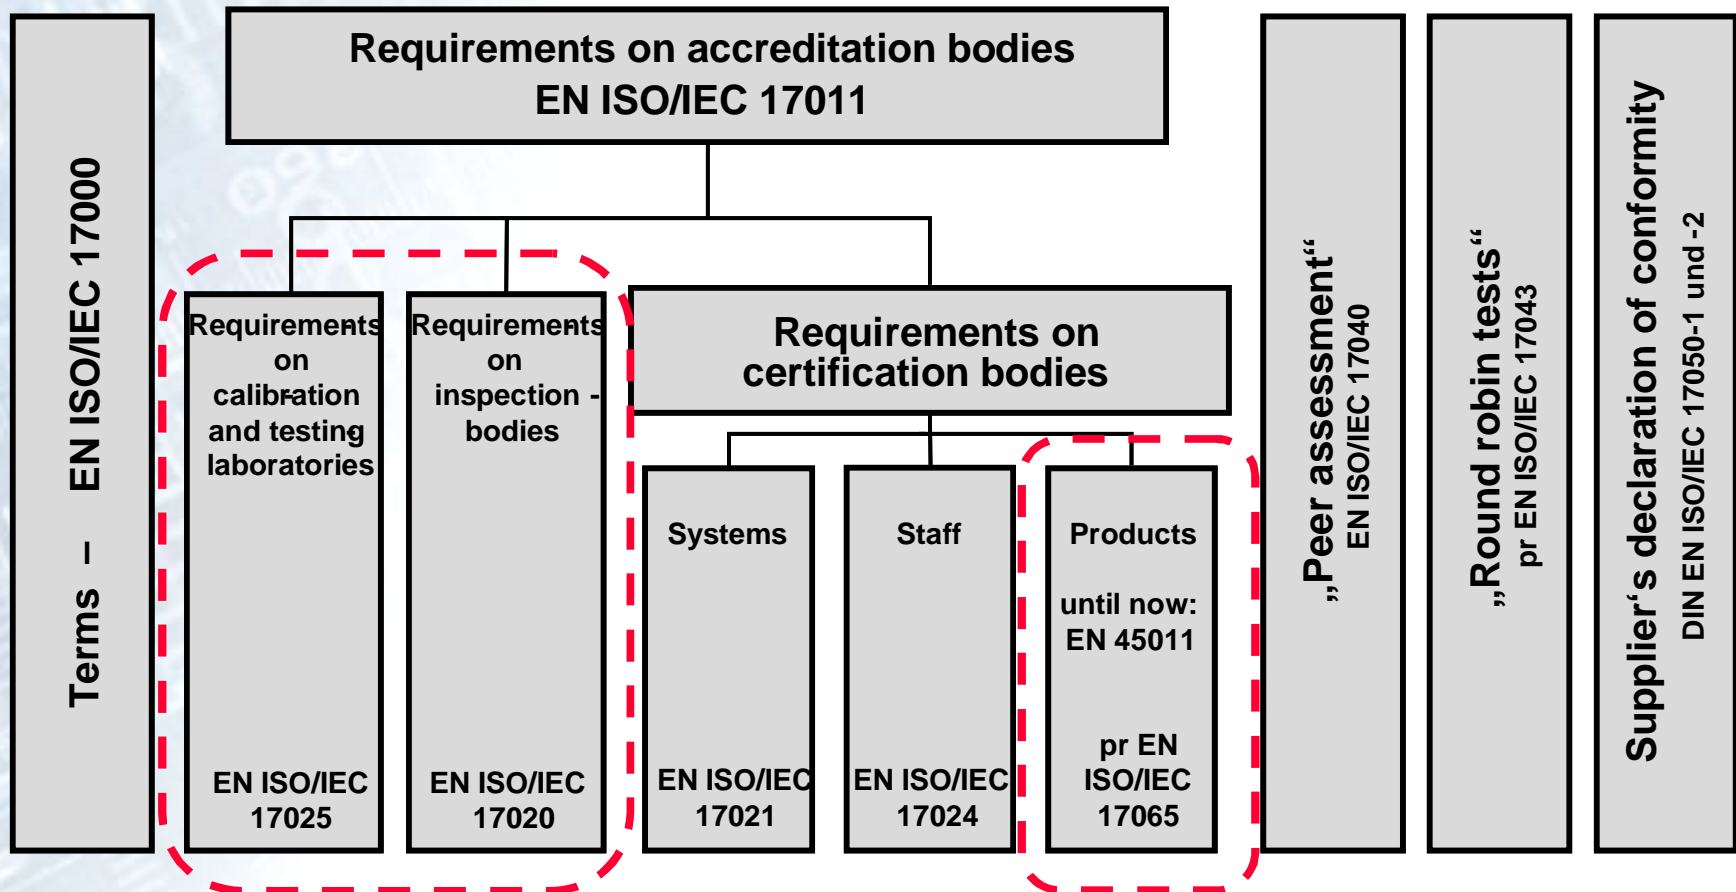 Terms – EN ISO/IEC 17000
Requirements on accreditation bodies
EN ISO/IEC 17011
Requirements-
on
calibration-
and testing-
laboratories
EN ISO/IEC
17025
Requirements-
on
inspection -
bodies
EN ISO/IEC
17020
Requirements on
certification bodies
Systems
EN ISO/IEC
17021
Staff
EN ISO/IEC
17024
Products
until now:
EN 45011
pr EN
ISO/IEC
17065
„Peer assessment“
EN ISO/IEC 17040
„Round robin tests“
pr EN ISO/IEC 17043
Supplier‘s declaration of conformity
DIN EN ISO/IEC 17050-1 und -2